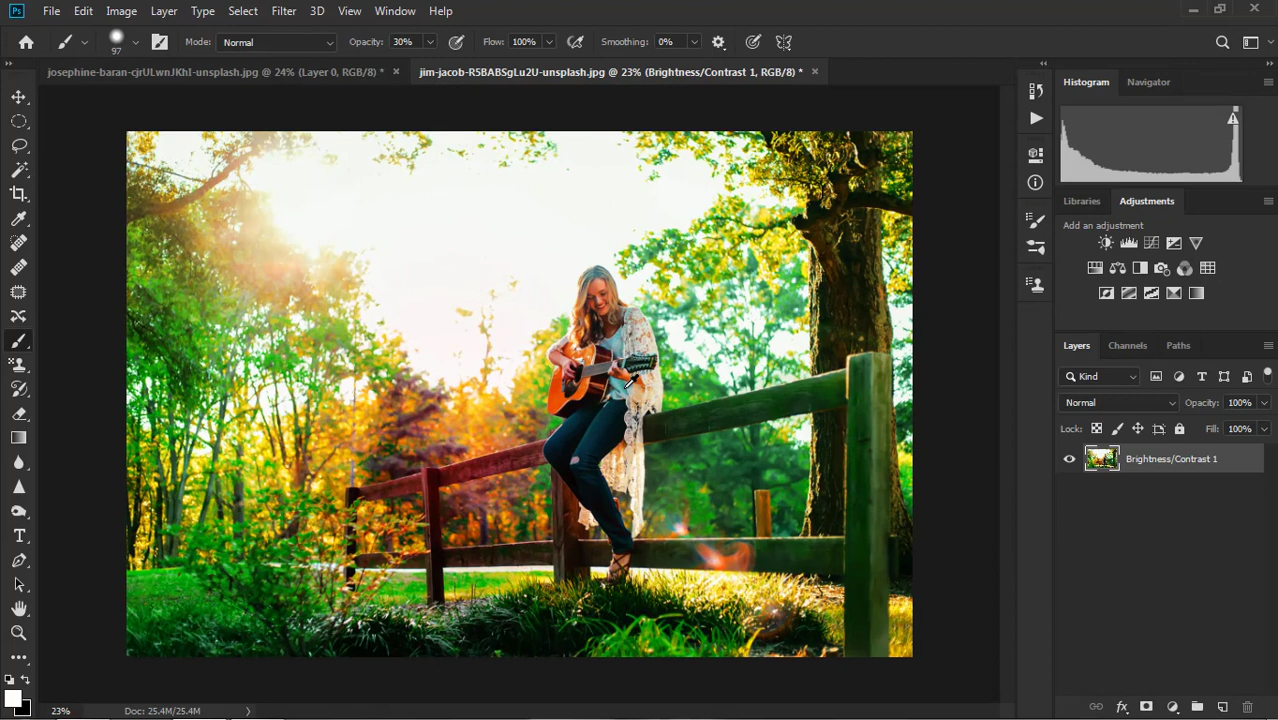 Ps File Edit Image Layer Type Select Filter 3D View Window Help
97 Mode: Normal Opacity: 30% Flow: 100% Smoothing: 0%
josephine-baran-cjrULwnJKhI-unsplash.jpg @ 24% (Layer 0, RGB/8) *
jim-jacob-R5BABSgLu2U-unsplash.jpg @ 23% (Brightness/Contrast 1, RGB/8) *
Histogram Navigator
Libraries Adjustments
Add an adjustment
Layers Channels Paths
Kind
Normal Opacity: 100%
Lock: Fill: 100%
Brightness/Contrast 1
23% Doc: 25.4M/25.4M